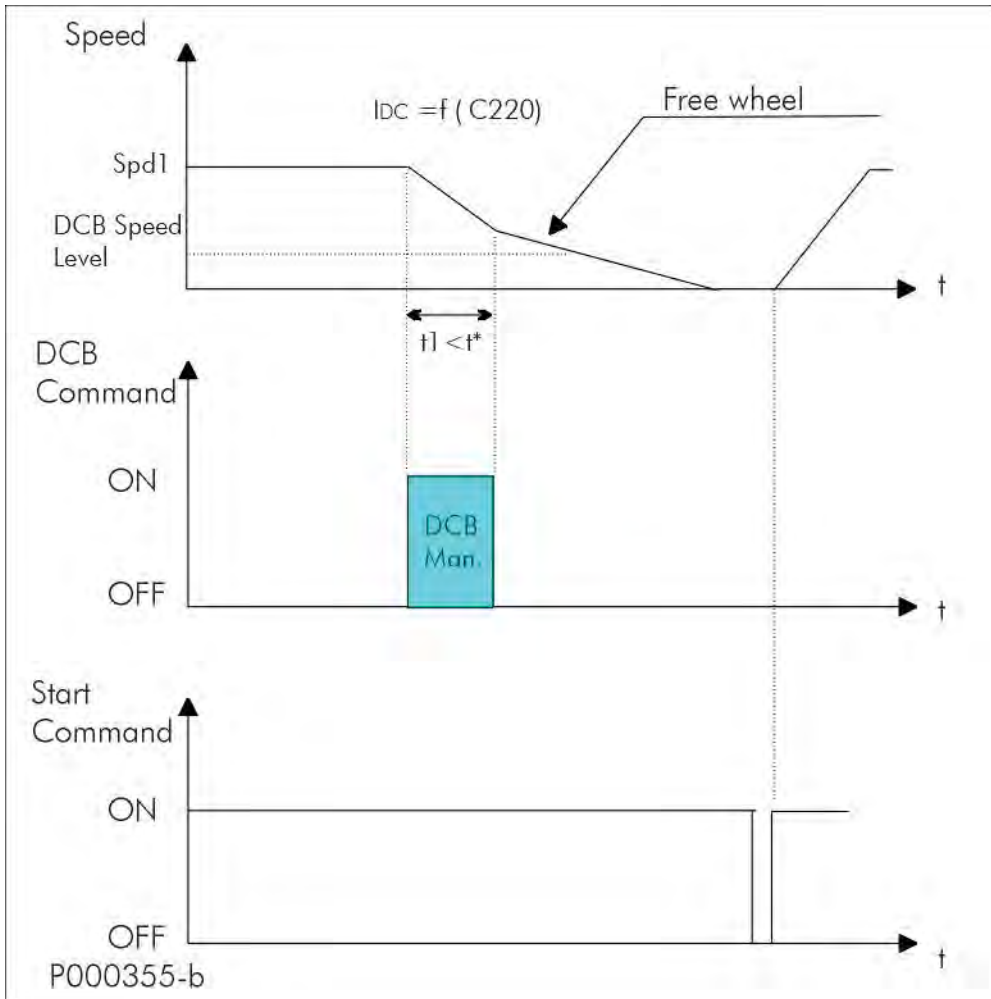 Speed
IDC =f ( C220)
Free wheel
Spd1
DCB Speed
Level
t
t1 <t*
DCB
Command
ON
DCB
Man.
OFF
t
Start
Command
ON
OFF
t
P000355-b